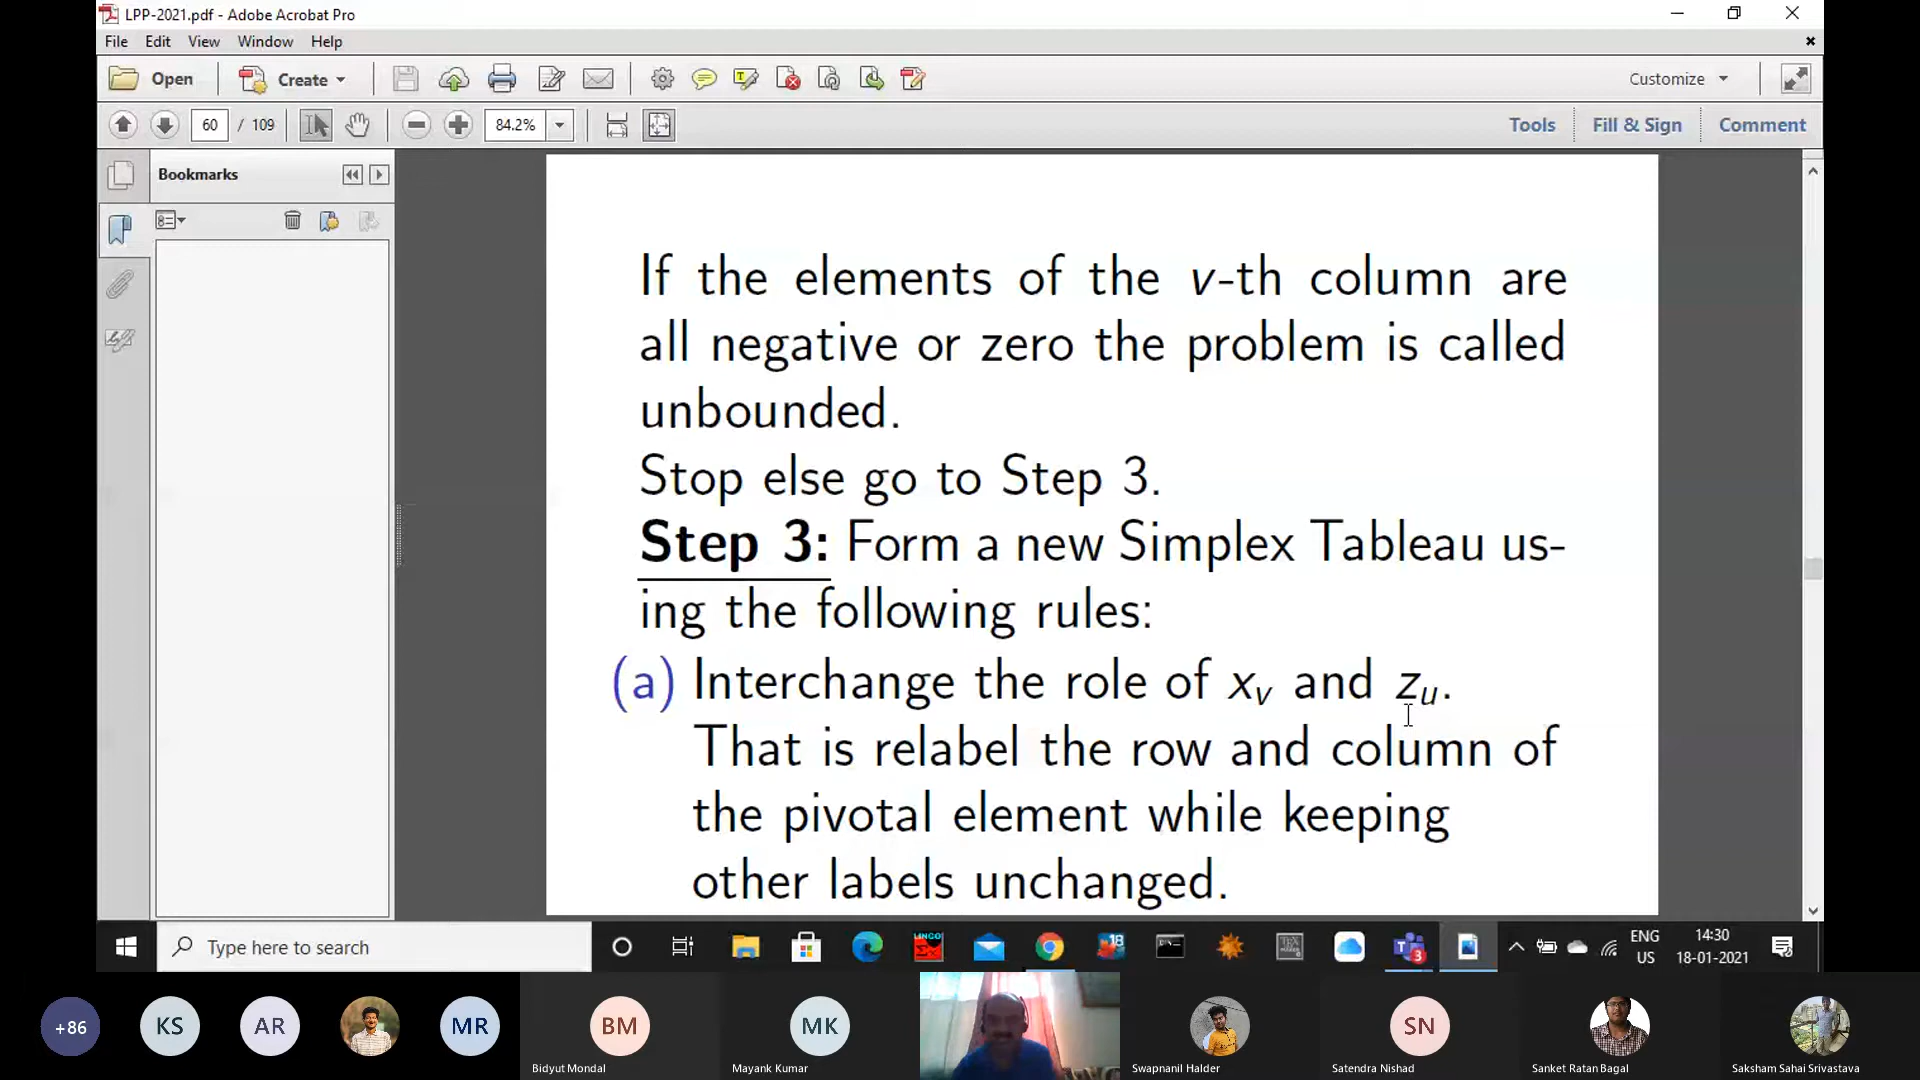 LPP-2021.pdf - Adobe Acrobat Pro
File Edit View Window Help
Open Create Customize
60 / 109 84.2% Tools Fill & Sign Comment
Bookmarks
If the elements of the v-th column are
all negative or zero the problem is called
unbounded.
Stop else go to Step 3.
Step 3: Form a new Simplex Tableau us-
ing the following rules:
(a) Interchange the role of xᵥ and zᵤ.
That is relabel the row and column of
the pivotal element while keeping
other labels unchanged.
Type here to search
LINGO
18
3
ENG
US
14:30
18-01-2021
+86 KS AR MR BM MK SN
Bidyut Mondal Mayank Kumar Swapnanil Halder Satendra Nishad Sanket Ratan Bagal Saksham Sahai Srivastava